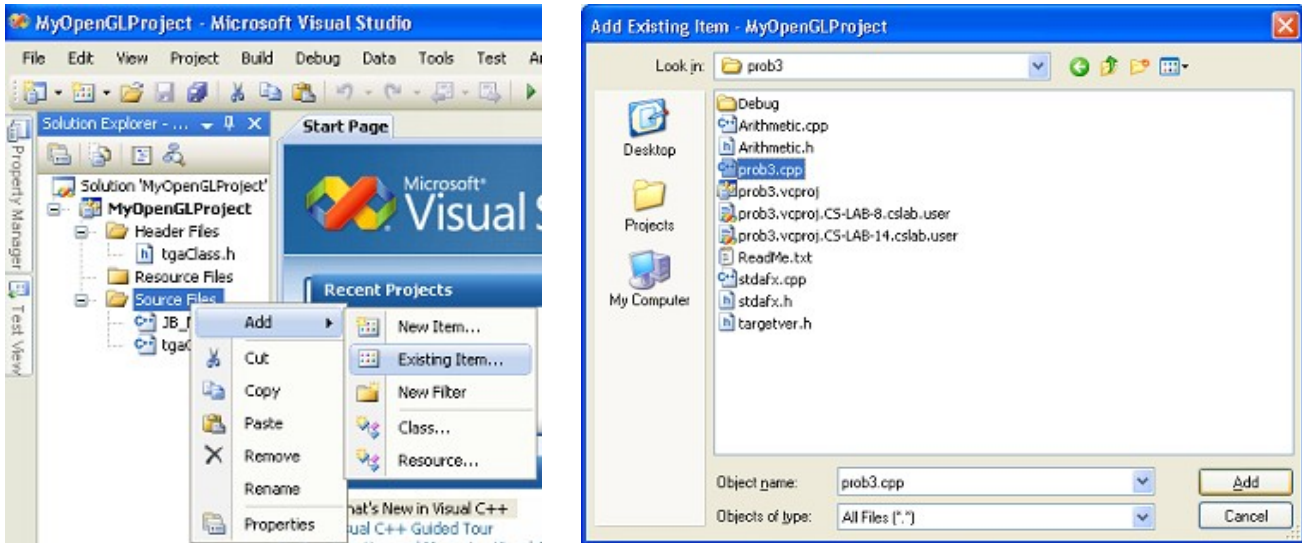 MyOpenGLProject - Microsoft Visual Studio
File Edit View Project Build Debug Data Tools Test
Solution Explorer - ...
Start Page
Property Manager
Test View
Solution 'MyOpenGLProject'
MyOpenGLProject
Header Files
tgaClass.h
Resource Files
Source Files
Microsoft
Visual
Recent Projects
Add
Cut
Copy
Paste
Remove
Rename
Properties
New Item...
Existing Item...
New Filter
Class...
Resource...
hat's New in Visual C++
sual C++ Guided Tour
Add Existing Item - MyOpenGLProject
Look in: prob3
Desktop
Projects
My Computer
Debug
Arithmetic.cpp
Arithmetic.h
prob3.cpp
prob3.vcproj
prob3.vcproj.CS-LAB-8.cslab.user
prob3.vcproj.CS-LAB-14.cslab.user
ReadMe.txt
stdafx.cpp
stdafx.h
targetver.h
Object name: prob3.cpp Add
Objects of type: All Files (*.*) Cancel